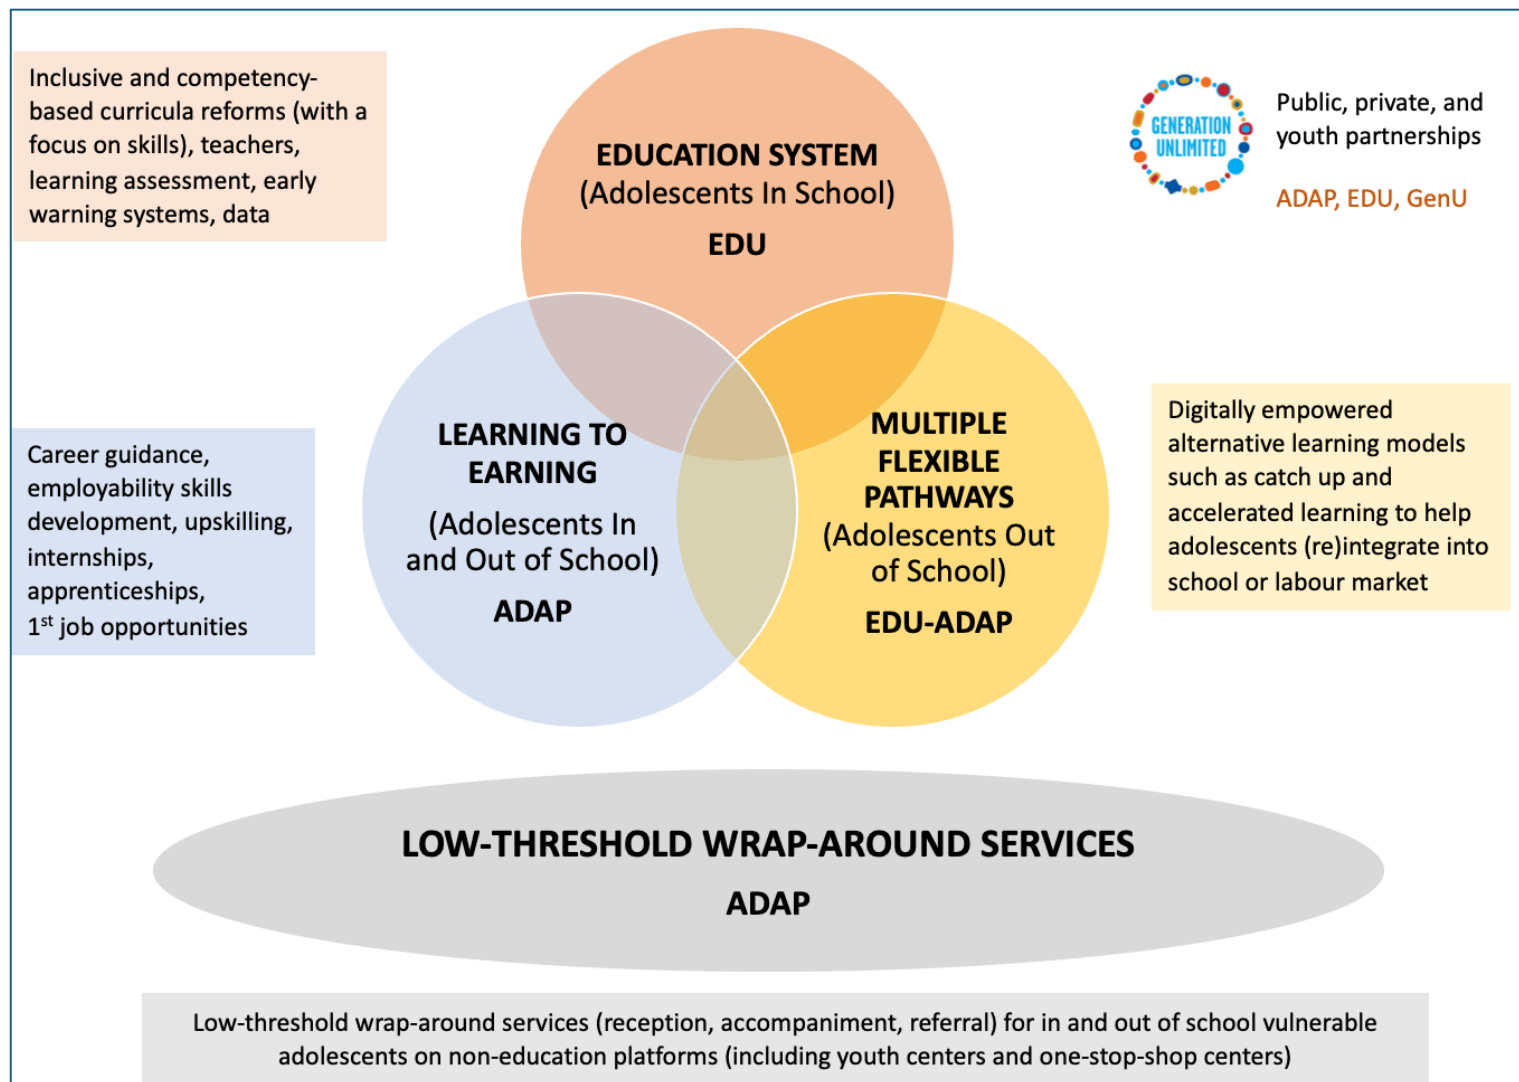 Inclusive and competency-
based curricula reforms (with a
focus on skills), teachers,
learning assessment, early
warning systems, data
EDUCATION SYSTEM
(Adolescents In School)
EDU
GENERATION
UNLIMITED
Public, private, and
youth partnerships
ADAP, EDU, GenU
Career guidance,
employability skills
development, upskilling,
internships,
apprenticeships,
1st job opportunities
LEARNING TO
EARNING
(Adolescents In
and Out of School)
ADAP
MULTIPLE
FLEXIBLE
PATHWAYS
(Adolescents Out
of School)
EDU-ADAP
Digitally empowered
alternative learning models
such as catch up and
accelerated learning to help
adolescents (re)integrate into
school or labour market
LOW-THRESHOLD WRAP-AROUND SERVICES
ADAP
Low-threshold wrap-around services (reception, accompaniment, referral) for in and out of school vulnerable
adolescents on non-education platforms (including youth centers and one-stop-shop centers)